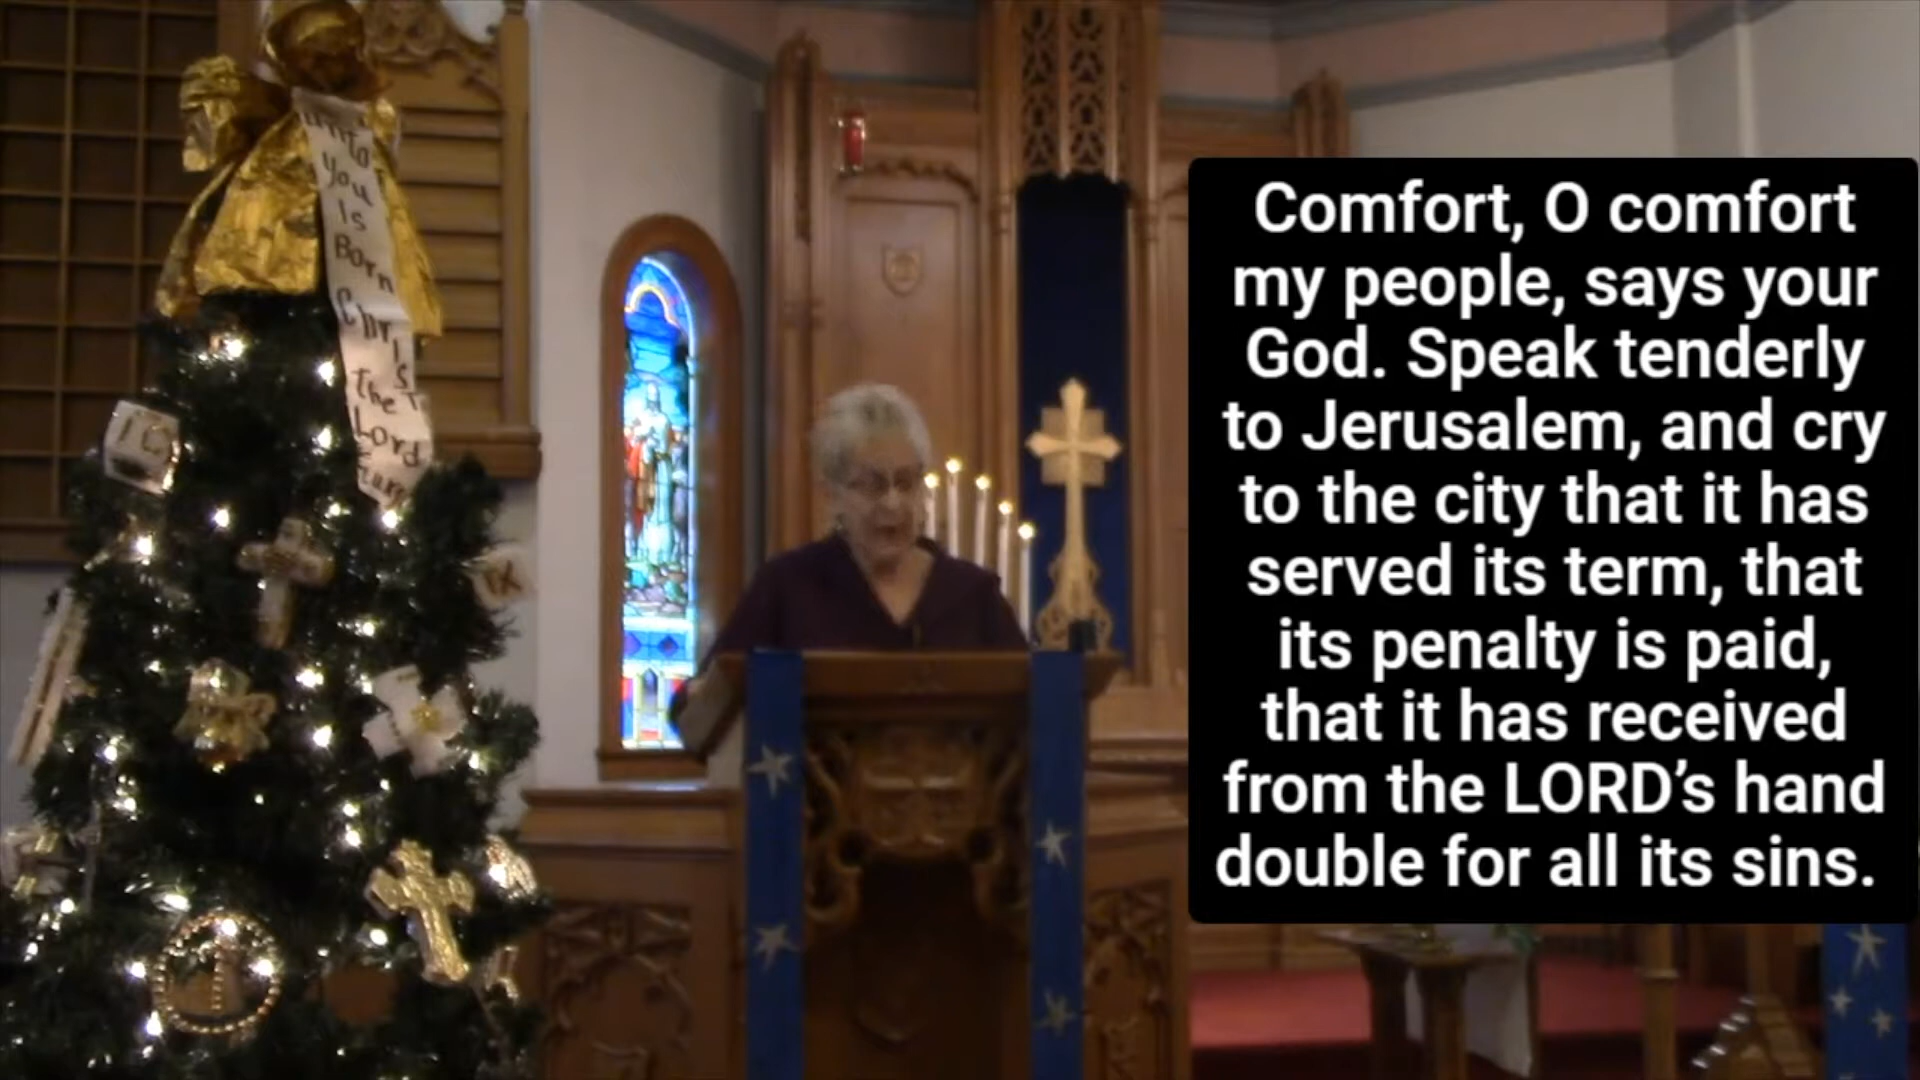 unto
you
Is
Born
Christ
The
Lord
Comfort, O comfort
my people, says your
God. Speak tenderly
to Jerusalem, and cry
to the city that it has
served its term, that
its penalty is paid,
that it has received
from the LORD’s hand
double for all its sins.